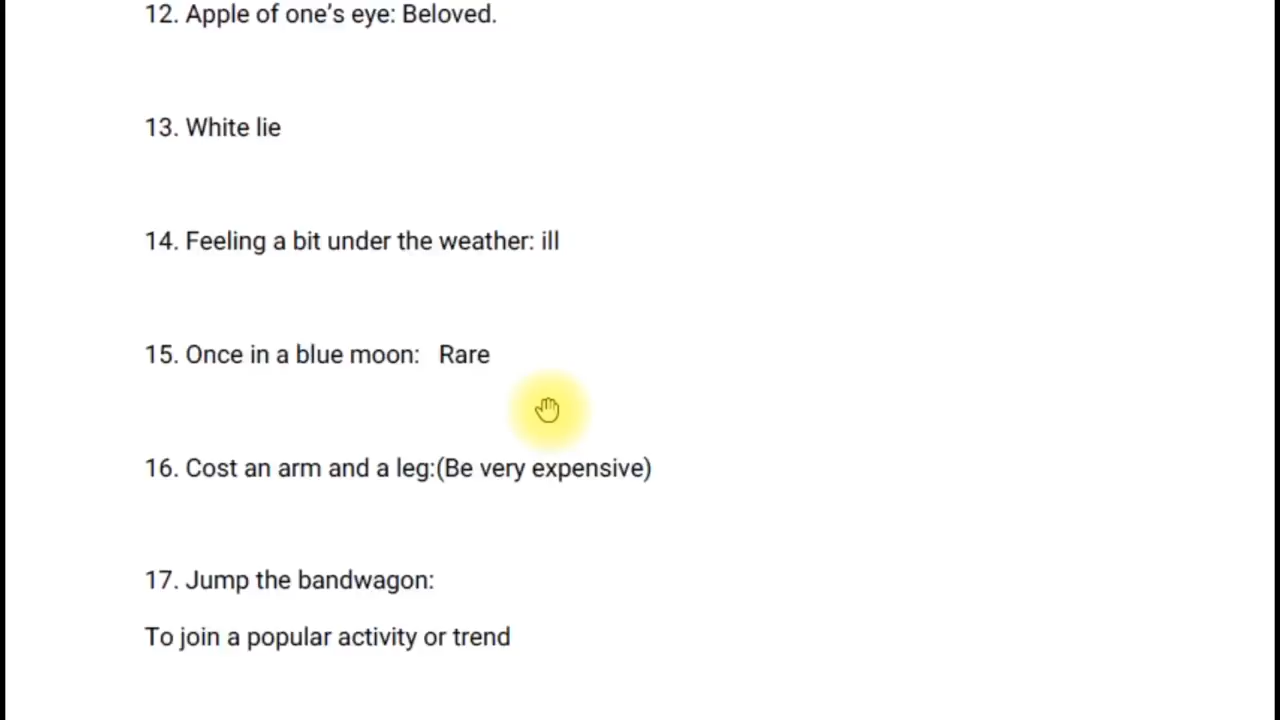 12. Apple of one’s eye: Beloved.
13. White lie
14. Feeling a bit under the weather: ill
15. Once in a blue moon: Rare
16. Cost an arm and a leg:(Be very expensive)
17. Jump the bandwagon:
To join a popular activity or trend